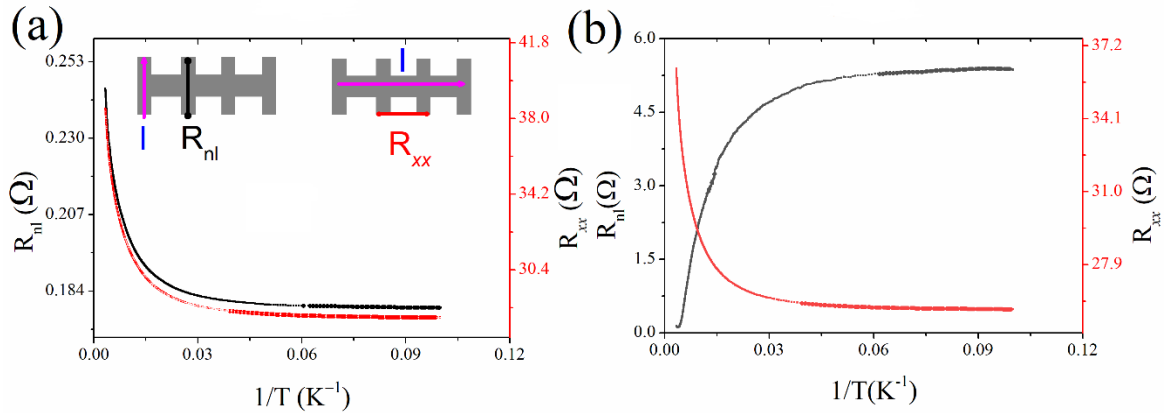 (a)
R_nl (Ω)
0.253
0.230
0.207
0.184
I
R_nl
I
R_xx
41.8
38.0
34.2
30.4
R_xx (Ω)
0.00 0.03 0.06 0.09 0.12
1/T (K⁻¹)
(b)
R_nl(Ω)
6.0
4.5
3.0
1.5
0.0
37.2
34.1
31.0
27.9
R_xx (Ω)
0.00 0.03 0.06 0.09 0.12
1/T(K⁻¹)